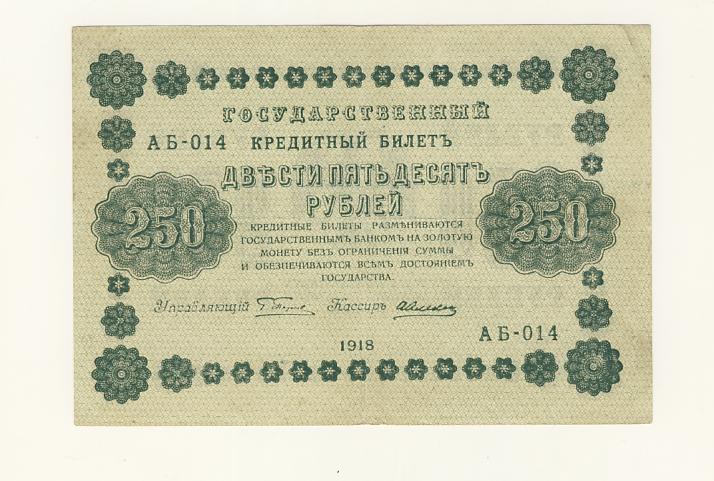 ГОСУДАРСТВЕННЫЙ
АБ-014 КРЕДИТНЫЙ БИЛЕТЪ
ДВѢСТИ ПЯТЬДЕСЯТЪ
РУБЛЕЙ
250 250
КРЕДИТНЫЕ БИЛЕТЫ РАЗМѢНИВАЮТСЯ
ГОСУДАРСТВЕННЫМЪ БАНКОМЪ НА ЗОЛОТУЮ
МОНЕТУ БЕЗЪ ОГРАНИЧЕНІЯ СУММЫ
И ОБЕЗПЕЧИВАЮТСЯ ВСѢМЪ ДОСТОЯНІЕМЪ
ГОСУДАРСТВА.
Управляющій Кассиръ
АБ-014
1918